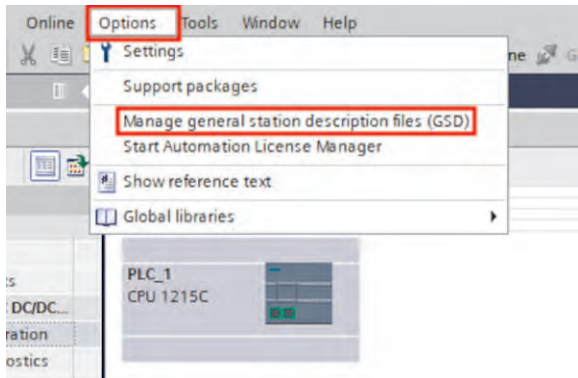 Online Options Tools Window Help
Settings
ne
Support packages
Manage general station description files (GSD)
Start Automation License Manager
Show reference text
Global libraries
PLC_1
CPU 1215C
DC/DC...
ration
ostics